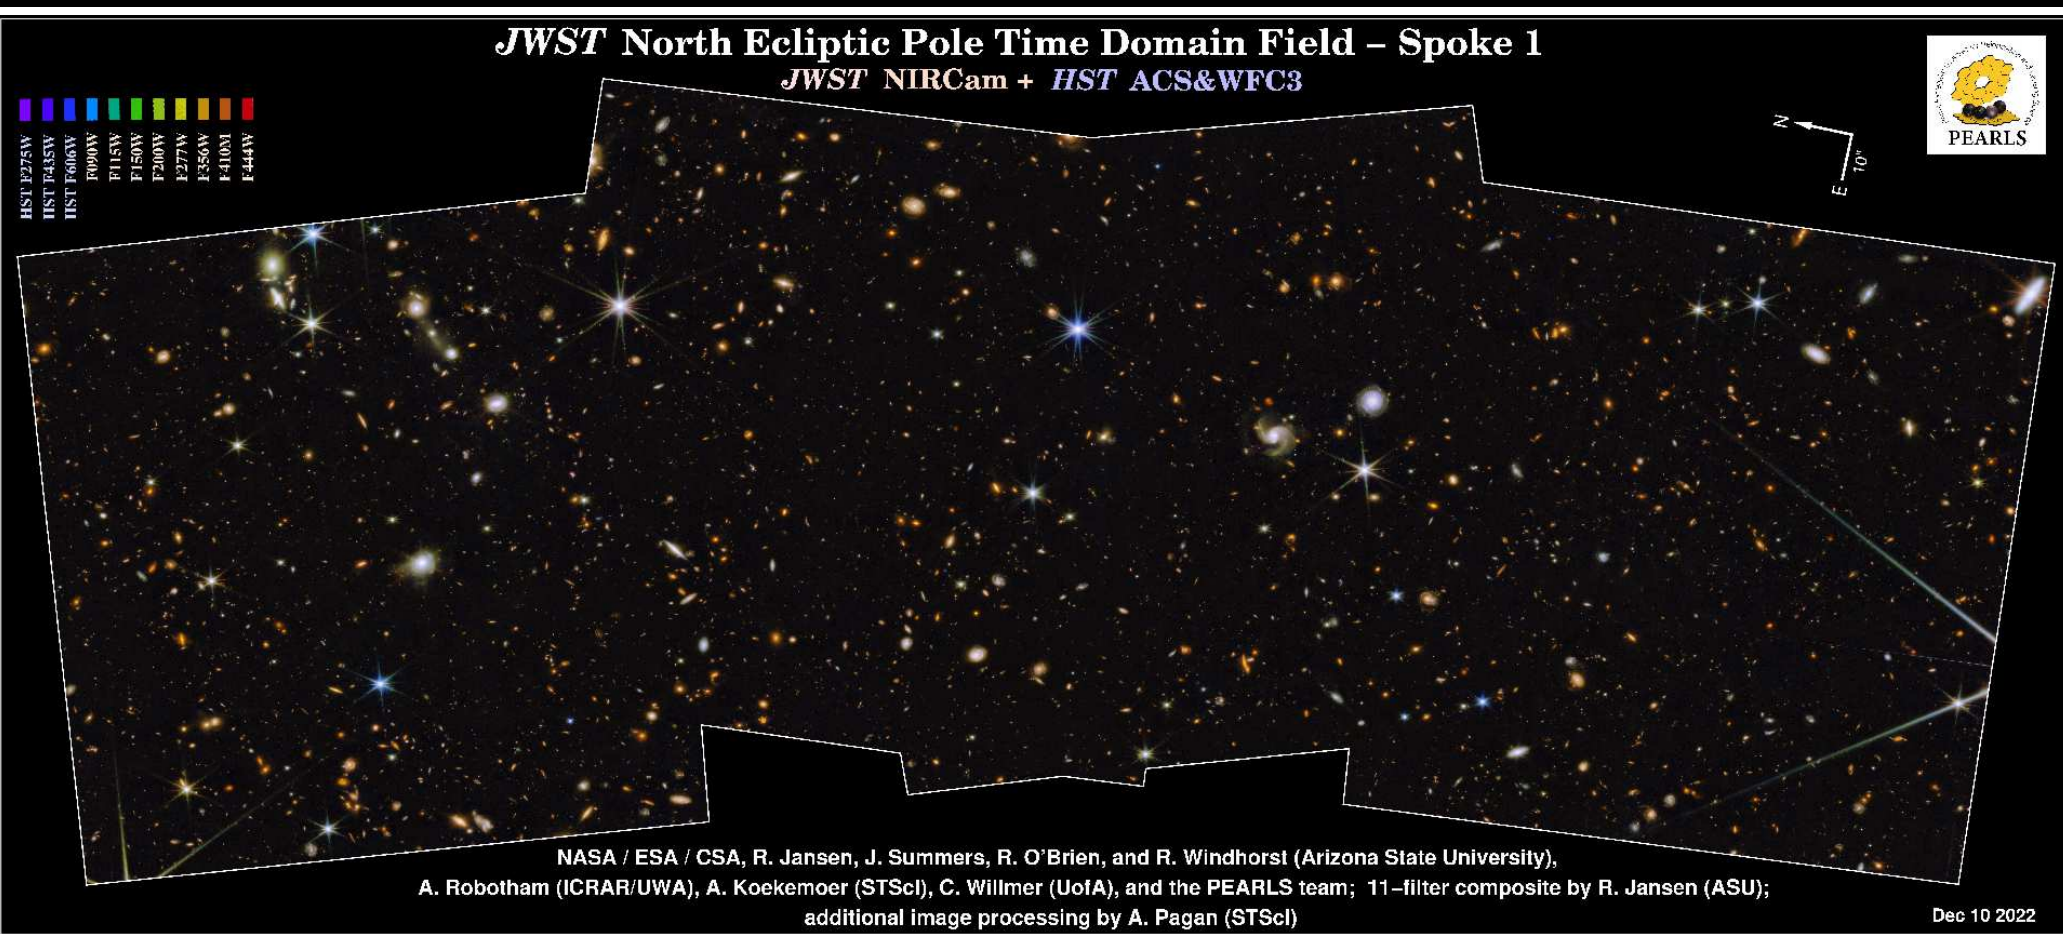 JWST North Ecliptic Pole Time Domain Field – Spoke 1
JWST NIRCam + HST ACS&WFC3
HST F275W
HST F435W
HST F606W
F090W
F115W
F150W
F200W
F277W
F356W
F410M
F444W
N
E
10"
PEARLS
NASA / ESA / CSA, R. Jansen, J. Summers, R. O'Brien, and R. Windhorst (Arizona State University),
A. Robotham (ICRAR/UWA), A. Koekemoer (STScI), C. Willmer (UofA), and the PEARLS team; 11–filter composite by R. Jansen (ASU);
additional image processing by A. Pagan (STScI)
Dec 10 2022